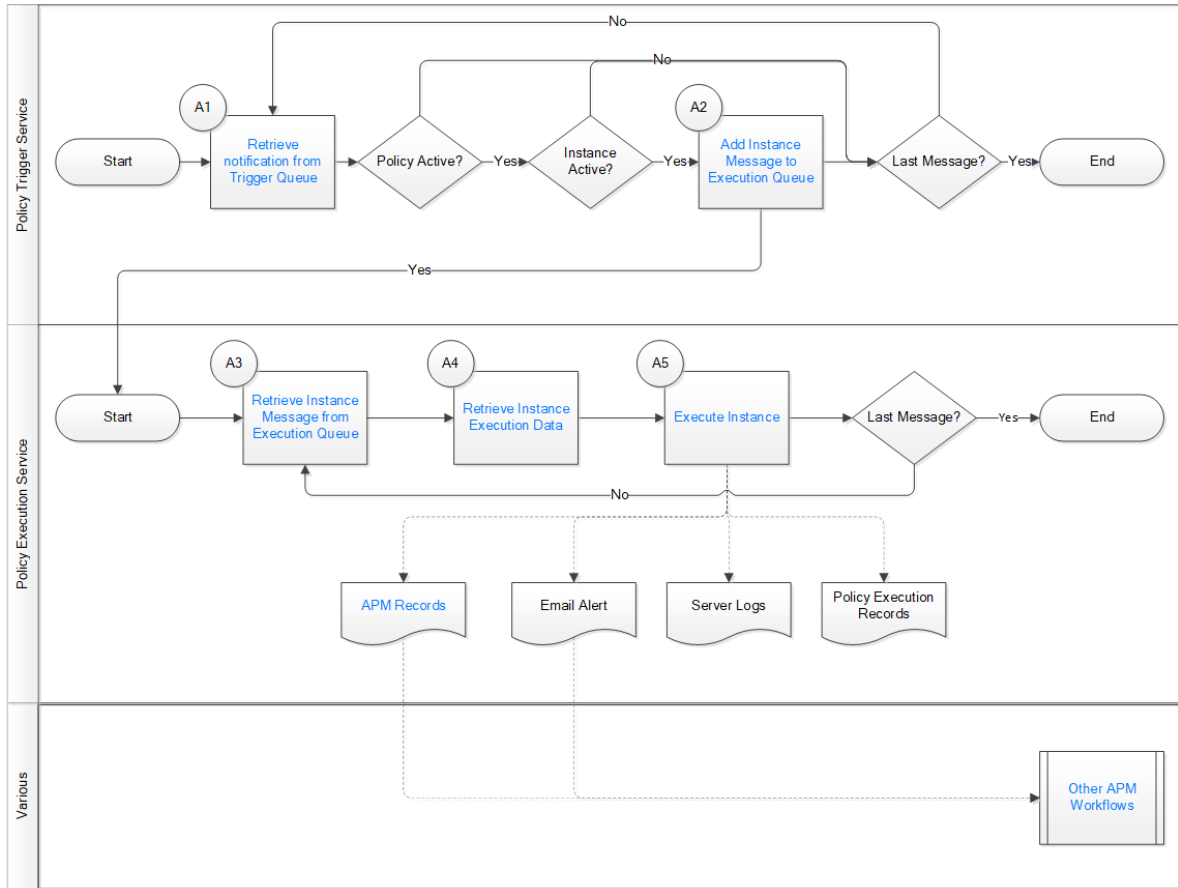 Policy Trigger Service
No
No
A1
A2
Start
Retrieve
notification from
Trigger Queue
Policy Active?
Yes
Instance
Active?
Yes
Add Instance
Message to
Execution Queue
Last Message?
Yes
End
Yes
Policy Execution Service
A3
A4
A5
Start
Retrieve Instance
Message from
Execution Queue
Retrieve Instance
Execution Data
Execute Instance
Last Message?
Yes
End
No
APM Records
Email Alert
Server Logs
Policy Execution
Records
Various
Other APM
Workflows